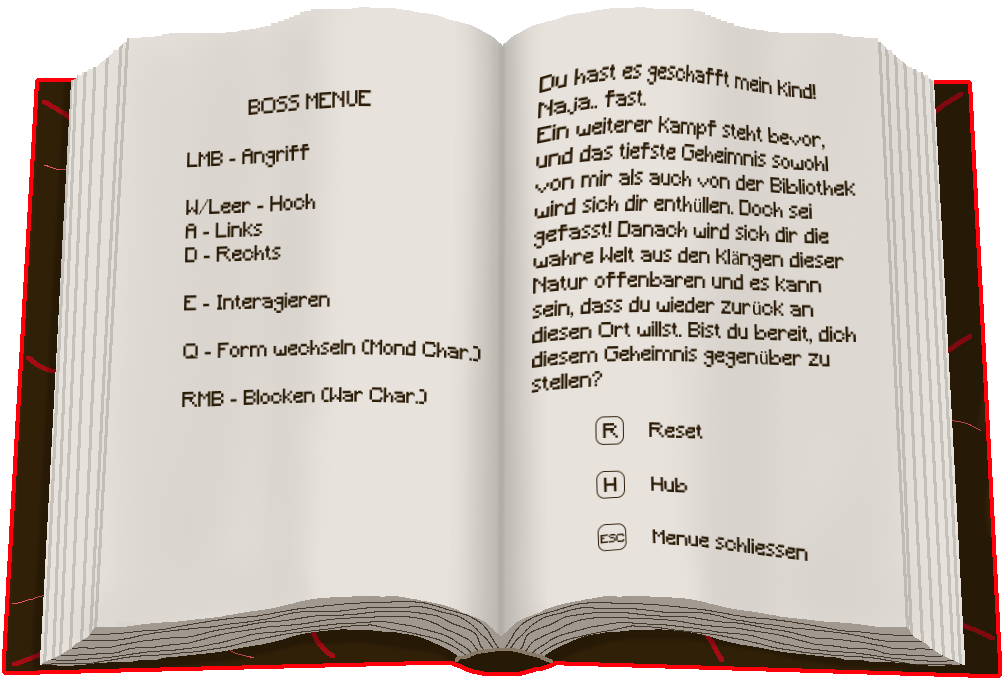 BOSS MENUE
LMB - Angriff
W/Leer - Hoch
A - Links
D - Rechts
E - Interagieren
Q - Form wechseln (Mond Char.)
RMB - Blocken (War Char.)
Du hast es geschafft mein Kind!
Naja.. fast.
Ein weiterer Kampf steht bevor,
und das tiefste Geheimnis sowohl
von mir als auch von der Bibliothek
wird sich dir enthüllen. Doch sei
gefasst! Danach wird sich dir die
wahre Welt aus den Klängen dieser
Natur offenbaren und es kann
sein, dass du wieder zurück an
diesen Ort willst. Bist du bereit, dich
diesem Geheimnis gegenüber zu
stellen?
R Reset
H Hub
ESC Menue schliessen